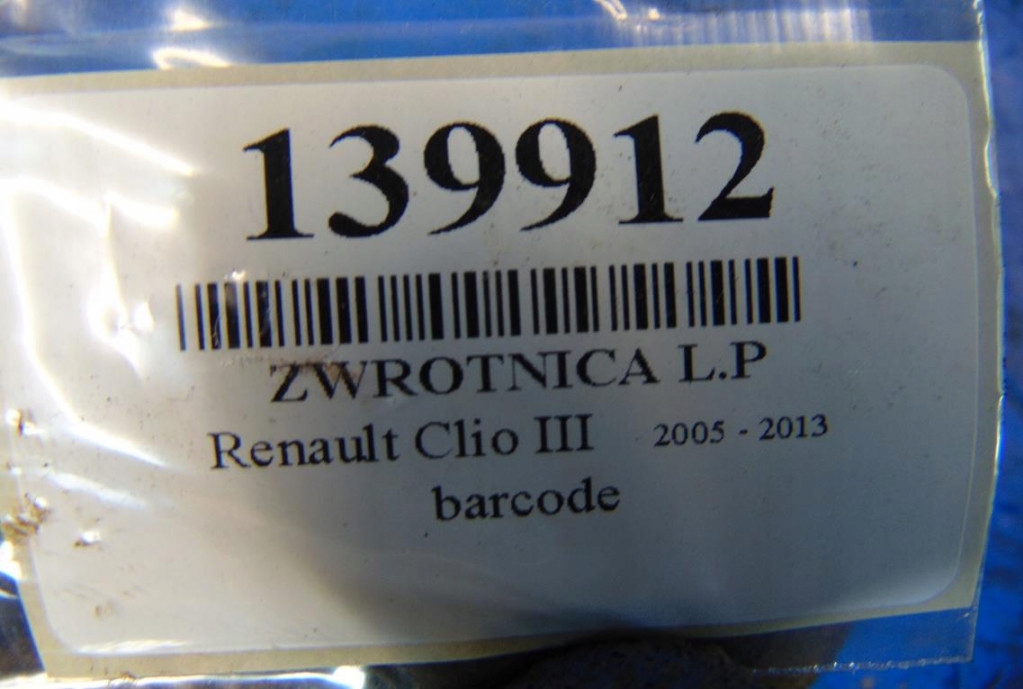 139912
ZWROTNICA L.P
Renault Clio III 2005 - 2013
barcode